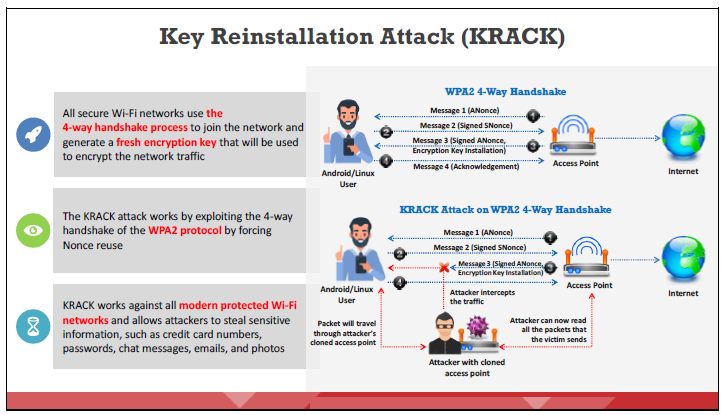 Key Reinstallation Attack (KRACK)
All secure Wi-Fi networks use the
4-way handshake process to join the network and
generate a fresh encryption key that will be used
to encrypt the network traffic
The KRACK attack works by exploiting the 4-way
handshake of the WPA2 protocol by forcing
Nonce reuse
KRACK works against all modern protected Wi-Fi
networks and allows attackers to steal sensitive
information, such as credit card numbers,
passwords, chat messages, emails, and photos
WPA2 4-Way Handshake
Message 1 (ANonce)
1
Message 2 (Signed SNonce)
2
Message 3 (Signed ANonce,
Encryption Key Installation)
3
Message 4 (Acknowledgement)
4
Android/Linux
User
Access Point
Internet
KRACK Attack on WPA2 4-Way Handshake
Message 1 (ANonce)
1
Message 2 (Signed SNonce)
2
Message 3 (Signed ANonce,
Encryption Key Installation)
3
4
Android/Linux
User
Access Point
Internet
Attacker intercepts
the traffic
Packet will travel
through attacker's
cloned access point
Attacker can now read
all the packets that
the victim sends
Attacker with cloned
access point